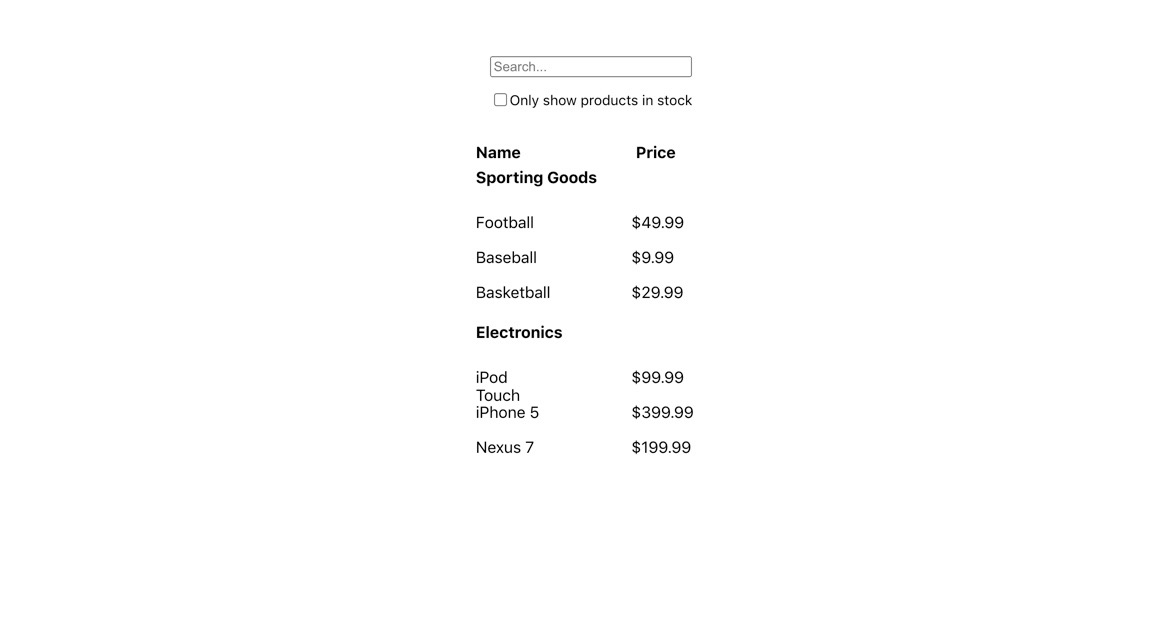 Search...
Only show products in stock
Name Price
Sporting Goods
Football $49.99
Baseball $9.99
Basketball $29.99
Electronics
iPod $99.99
Touch
iPhone 5 $399.99
Nexus 7 $199.99